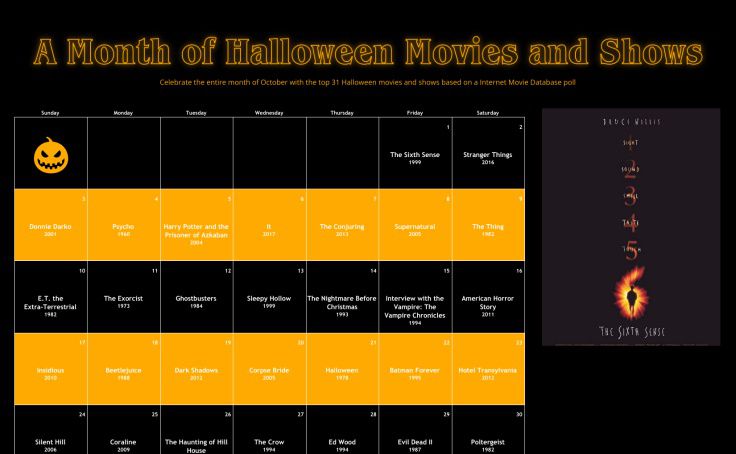 A Month of Halloween Movies and Shows
Celebrate the entire month of October with the top 31 Halloween movies and shows based on a Internet Movie Database poll
Sunday Monday Tuesday Wednesday Thursday Friday Saturday
1 2
The Sixth Sense Stranger Things
1999 2016
3 4 5 6 7 8 9
Donnie Darko Psycho Harry Potter and the It The Conjuring Supernatural The Thing
2001 1960 Prisoner of Azkaban 2017 2013 2005 1982
2004
10 11 12 13 14 15 16
E.T. the The Exorcist Ghostbusters Sleepy Hollow The Nightmare Before Interview with the American Horror
Extra-Terrestrial 1973 1984 1999 Christmas Vampire: The Story
1982 1993 Vampire Chronicles 2011
1994
17 18 19 20 21 22 23
Insidious Beetlejuice Dark Shadows Corpse Bride Halloween Batman Forever Hotel Transylvania
2010 1988 2012 2005 1978 1995 2012
24 25 26 27 28 29 30
Silent Hill Coraline The Haunting of Hill The Crow Ed Wood Evil Dead II Poltergeist
2006 2009 House 1994 1994 1987 1982
BRUCE WILLIS
1
SIGHT
2
SOUND
3
SMELL
4
TASTE
5
TOUCH
6
THE SIXTH SENSE